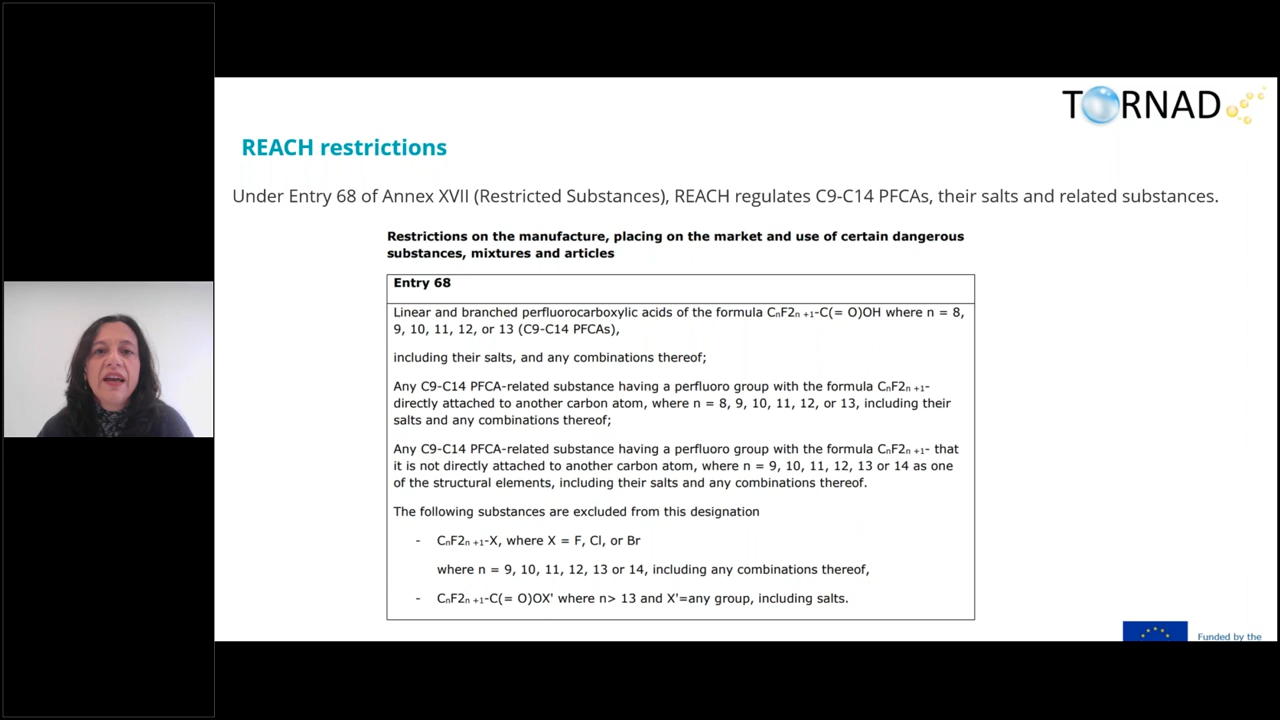 TORNAD
REACH restrictions
Under Entry 68 of Annex XVII (Restricted Substances), REACH regulates C9-C14 PFCAs, their salts and related substances.
Restrictions on the manufacture, placing on the market and use of certain dangerous
substances, mixtures and articles
Entry 68
Linear and branched perfluorocarboxylic acids of the formula CₙF2ₙ ₊₁-C(= O)OH where n = 8,
9, 10, 11, 12, or 13 (C9-C14 PFCAs),
including their salts, and any combinations thereof;
Any C9-C14 PFCA-related substance having a perfluoro group with the formula CₙF2ₙ ₊₁-
directly attached to another carbon atom, where n = 8, 9, 10, 11, 12, or 13, including their
salts and any combinations thereof;
Any C9-C14 PFCA-related substance having a perfluoro group with the formula CₙF2ₙ ₊₁- that
it is not directly attached to another carbon atom, where n = 9, 10, 11, 12, 13 or 14 as one
of the structural elements, including their salts and any combinations thereof.
The following substances are excluded from this designation
- CₙF2ₙ ₊₁-X, where X = F, Cl, or Br
where n = 9, 10, 11, 12, 13 or 14, including any combinations thereof,
- CₙF2ₙ ₊₁-C(= O)OX' where n> 13 and X'=any group, including salts.
Funded by the